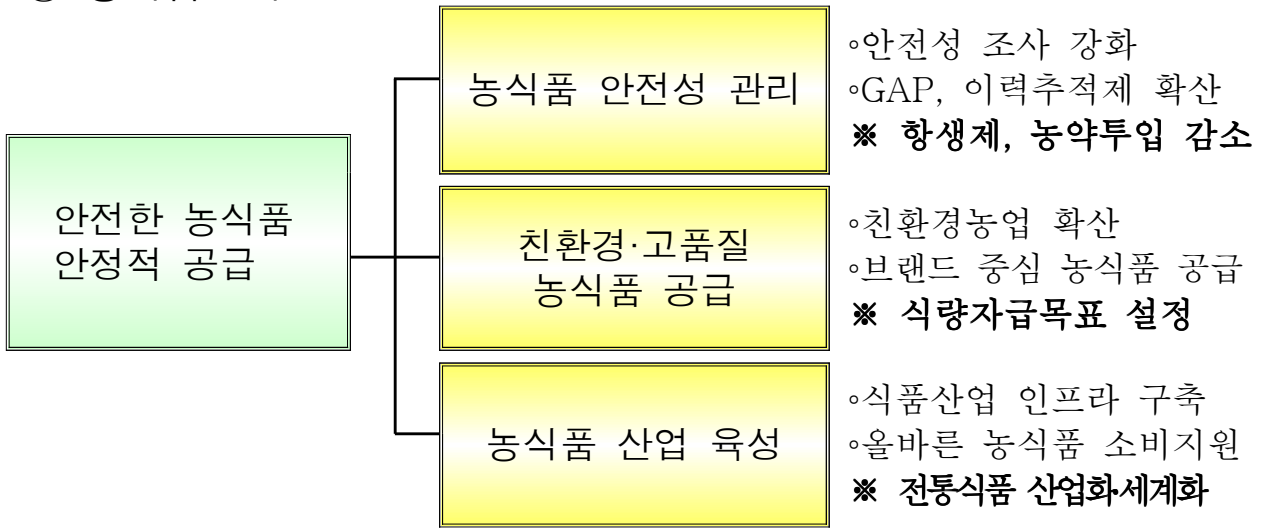 안전한 농식품
안정적 공급
농식품 안전성 관리
◦안전성 조사 강화
◦GAP, 이력추적제 확산
※ 항생제, 농약투입 감소
친환경·고품질
농식품 공급
◦친환경농업 확산
◦브랜드 중심 농식품 공급
※ 식량자급목표 설정
농식품 산업 육성
◦식품산업 인프라 구축
◦올바른 농식품 소비지원
※ 전통식품 산업화·세계화